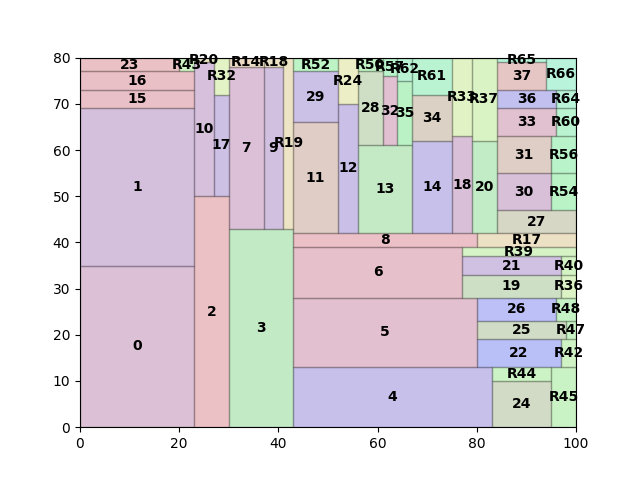 80 23 R43 R20 R14 R18 R52 R50 R57 R62 R65
16 R32 R24 R61 37 R66
15 29 R33 R37 36 R64
70
10 28 32 35 34 33 R60
17 7 9 R19
60
31 R56
1 11 12 13 14 18 20 30 R54
50
27
40 8 R17
R39
6 21 R40
19 R36
30
2 3 26 R48
5 25 R47
20
0 22 R42
R44
10 4 24 R45
0
0 20 40 60 80 100